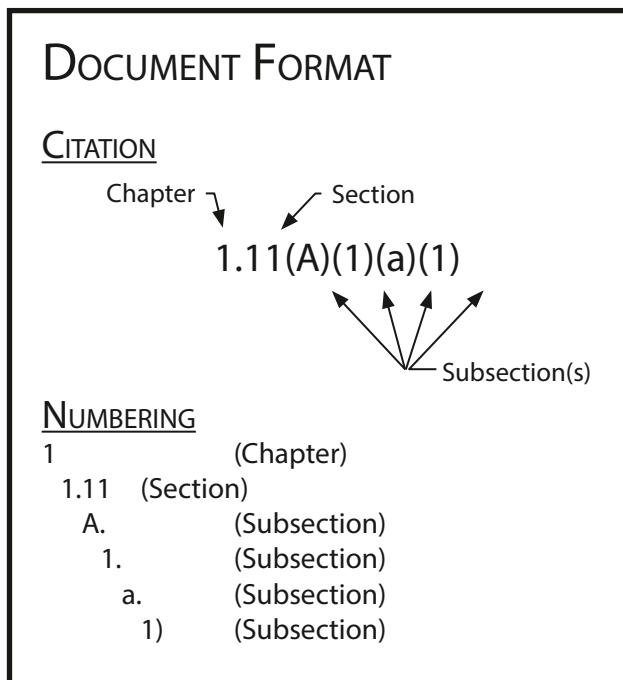 DOCUMENT FORMAT
CITATION
Chapter Section
1.11(A)(1)(a)(1)
Subsection(s)
NUMBERING
1 (Chapter)
1.11 (Section)
A. (Subsection)
1. (Subsection)
a. (Subsection)
1) (Subsection)